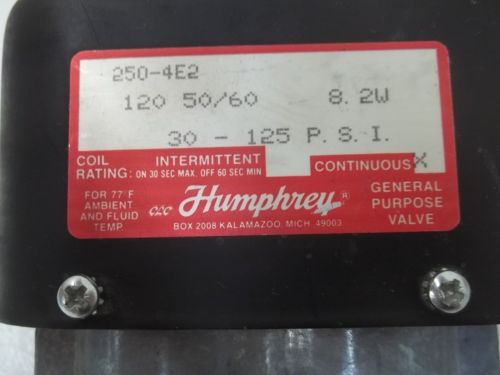 250-4E2
120 50/60 8.2W
30 - 125 P.S.I.
COIL RATING: INTERMITTENT ON 30 SEC MAX. OFF 60 SEC MIN
CONTINUOUS X
FOR 77°F AMBIENT AND FLUID TEMP.
Humphrey®
BOX 2008 KALAMAZOO, MICH. 49003
GENERAL PURPOSE VALVE